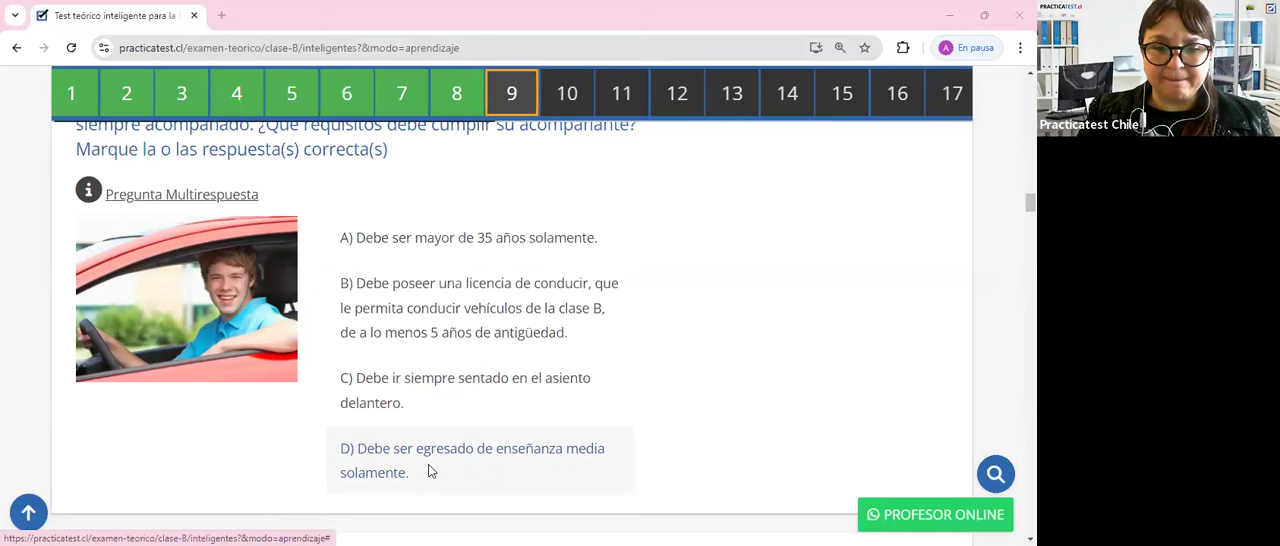 Test teórico inteligente para la l
practicatest.cl/examen-teorico/clase-B/inteligentes?&modo=aprendizaje
A
En pausa
1 2 3 4 5 6 7 8 9 10 11 12 13 14 15 16 17
siempre acompañado. ¿Qué requisitos debe cumplir su acompañante?
Marque la o las respuesta(s) correcta(s)
Pregunta Multirespuesta
A) Debe ser mayor de 35 años solamente.
B) Debe poseer una licencia de conducir, que
le permita conducir vehículos de la clase B,
de a lo menos 5 años de antigüedad.
C) Debe ir siempre sentado en el asiento
delantero.
D) Debe ser egresado de enseñanza media
solamente.
PROFESOR ONLINE
https://practicatest.cl/examen-teorico/clase-B/inteligentes?&modo=aprendizaje#
PRACTICATEST.cl
Practicatest Chile